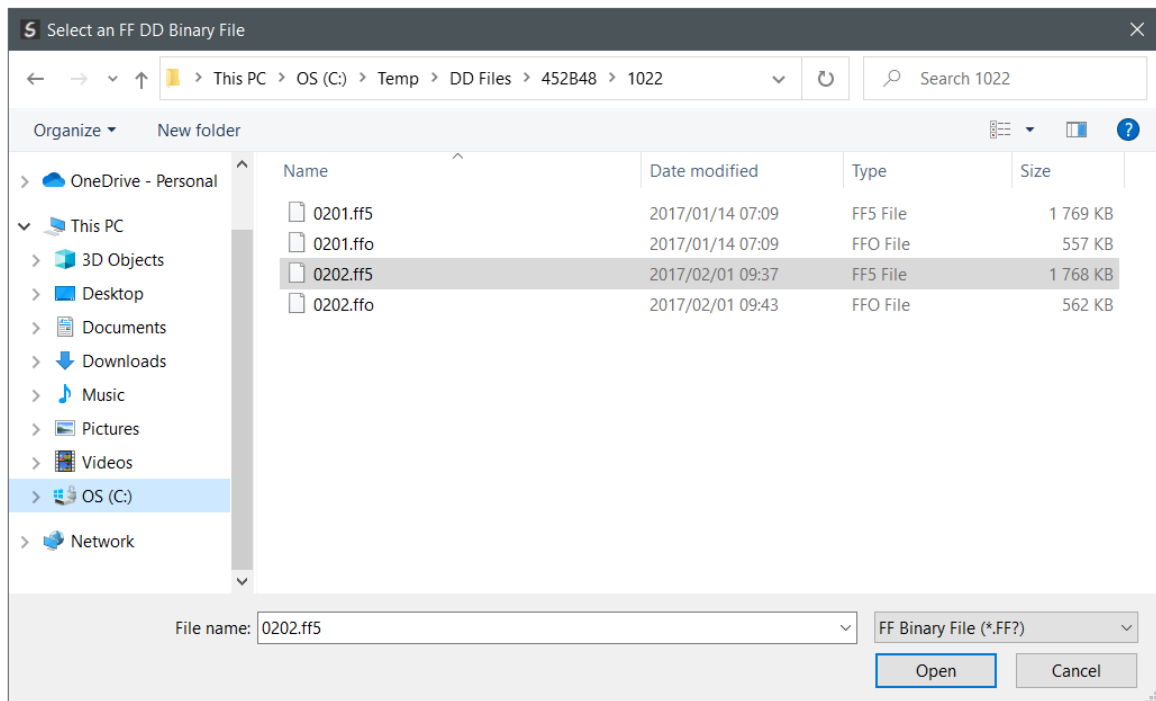 S Select an FF DD Binary File
This PC > OS (C:) > Temp > DD Files > 452B48 > 1022
Search 1022
Organize
New folder
?
OneDrive - Personal
This PC
3D Objects
Desktop
Documents
Downloads
Music
Pictures
Videos
OS (C:)
Network
Name Date modified Type Size
0201.ff5 2017/01/14 07:09 FF5 File 1 769 KB
0201.ffo 2017/01/14 07:09 FFO File 557 KB
0202.ff5 2017/02/01 09:37 FF5 File 1 768 KB
0202.ffo 2017/02/01 09:43 FFO File 562 KB
File name: 0202.ff5
FF Binary File (*.FF?)
Open
Cancel